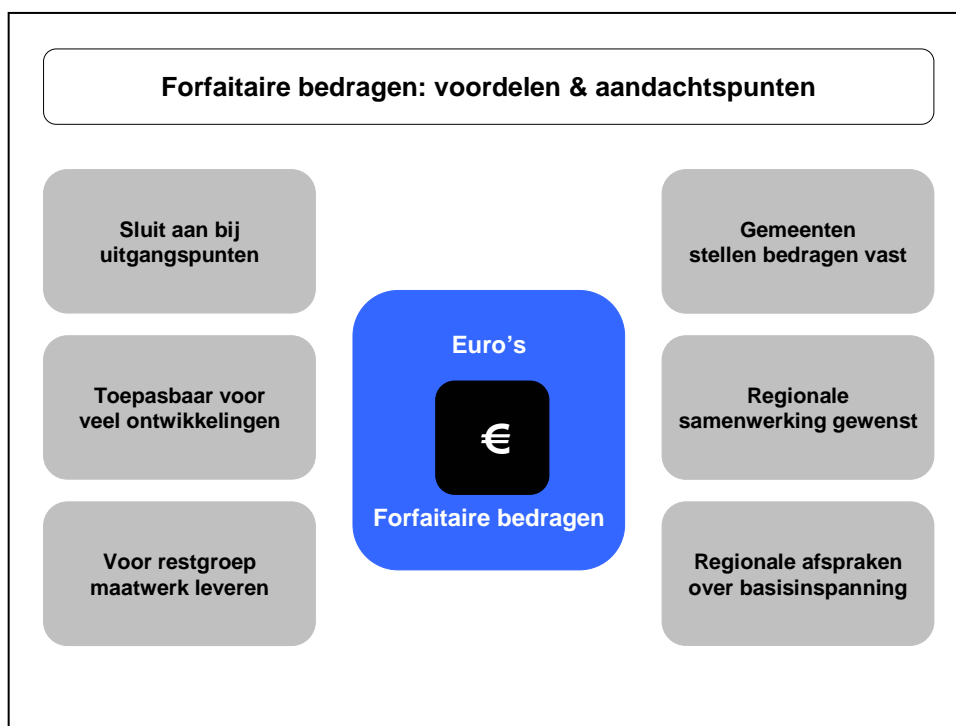 Forfaitaire bedragen: voordelen & aandachtspunten
Sluit aan bij
uitgangspunten
Toepasbaar voor
veel ontwikkelingen
Voor restgroep
maatwerk leveren
Euro’s
€
Forfaitaire bedragen
Gemeenten
stellen bedragen vast
Regionale
samenwerking gewenst
Regionale afspraken
over basisinspanning